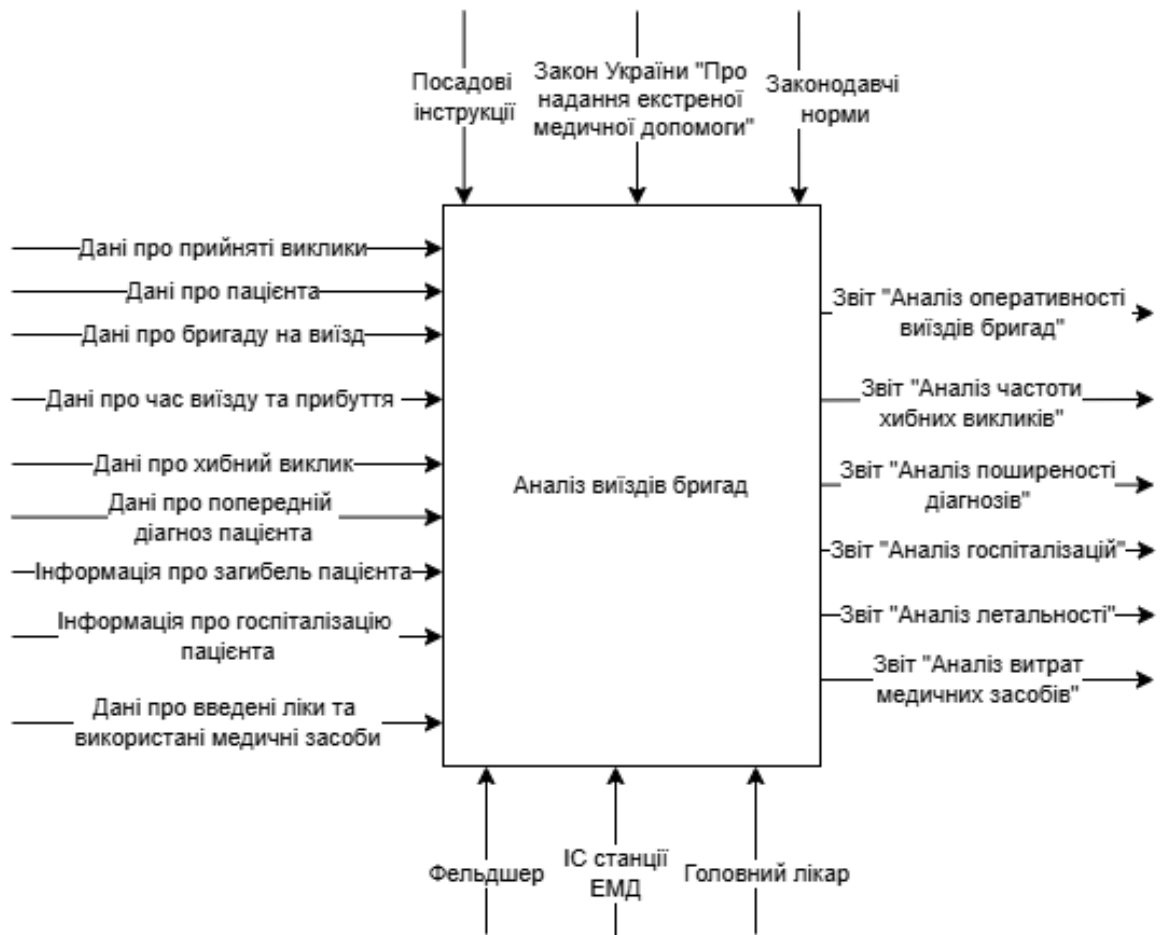 Посадові
інструкції
Закон України "Про
надання екстреної
медичної допомоги"
Законодавчі
норми
Дані про прийняті виклики
Дані про пацієнта
Дані про бригаду на виїзд
Дані про час виїзду та прибуття
Дані про хибний виклик
Дані про попередній
діагноз пацієнта
Інформація про загибель пацієнта
Інформація про госпіталізацію
пацієнта
Дані про введені ліки та
використані медичні засоби
Аналіз виїздів бригад
Звіт "Аналіз оперативності
виїздів бригад"
Звіт "Аналіз частоти
хибних викликів"
Звіт "Аналіз поширеності
діагнозів"
Звіт "Аналіз госпіталізацій"
Звіт "Аналіз летальності"
Звіт "Аналіз витрат
медичних засобів"
Фельдшер
ІС станції
ЕМД
Головний лікар